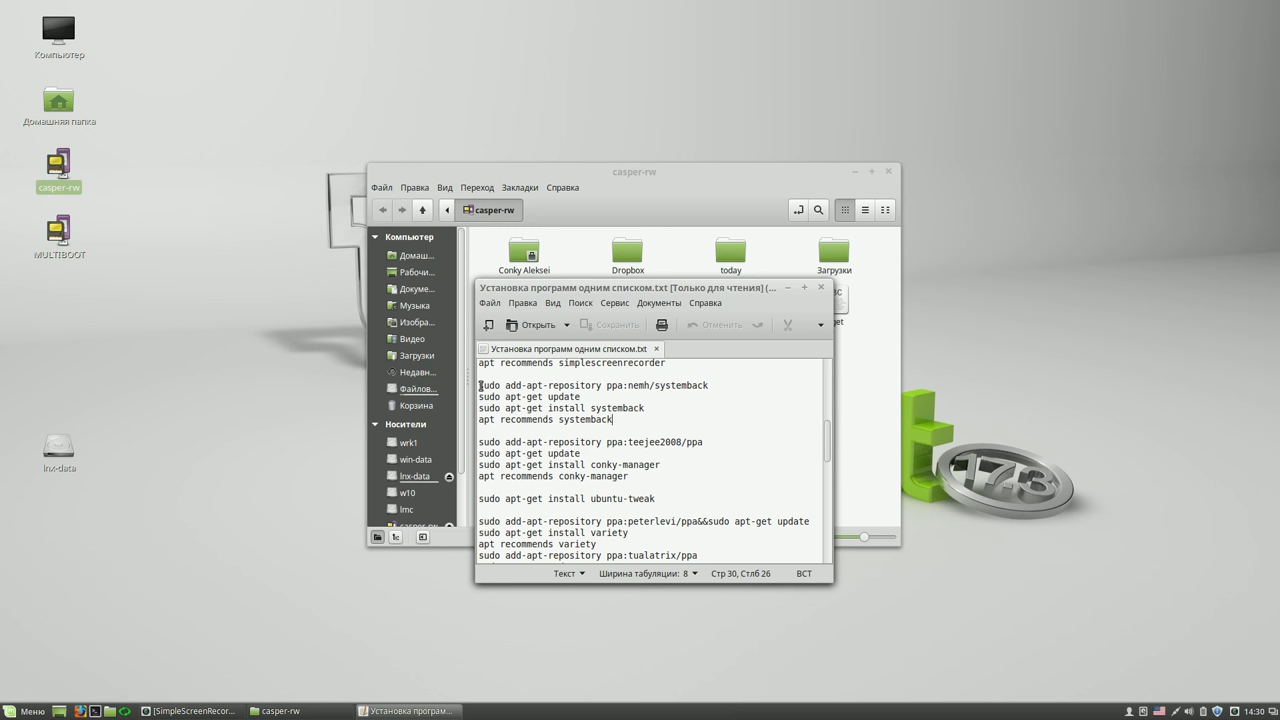 Компьютер
Домашняя папка
casper-rw
MULTIBOOT
lnx-data
casper-rw
Файл Правка Вид Переход Закладки Справка
casper-rw
Компьютер
Домаш...
Рабочи...
Докуме...
Музыка
Изобра...
Видео
Загрузки
Недавн...
Файлов...
Корзина
Носители
wrk1
win-data
lnx-data
w10
lmc
casper-rw
Conky Aleksei
Dropbox
today
Загрузки
Установка программ одним списком.txt [Только для чтения] (...
Файл Правка Вид Поиск Сервис Документы Справка
Открыть Сохранить Отменить
Установка программ одним списком.txt
apt recommends simplescreenrecorder
sudo add-apt-repository ppa:nemh/systemback
sudo apt-get update
sudo apt-get install systemback
apt recommends systemback
sudo add-apt-repository ppa:teejee2008/ppa
sudo apt-get update
sudo apt-get install conky-manager
apt recommends conky-manager
sudo apt-get install ubuntu-tweak
sudo add-apt-repository ppa:peterlevi/ppa&&sudo apt-get update
sudo apt-get install variety
apt recommends variety
sudo add-apt-repository ppa:tualatrix/ppa
Текст Ширина табуляции: 8 Стр 30, Стлб 26 ВСТ
17.3
Меню [SimpleScreenRecor... casper-rw Установка програм... 14:30